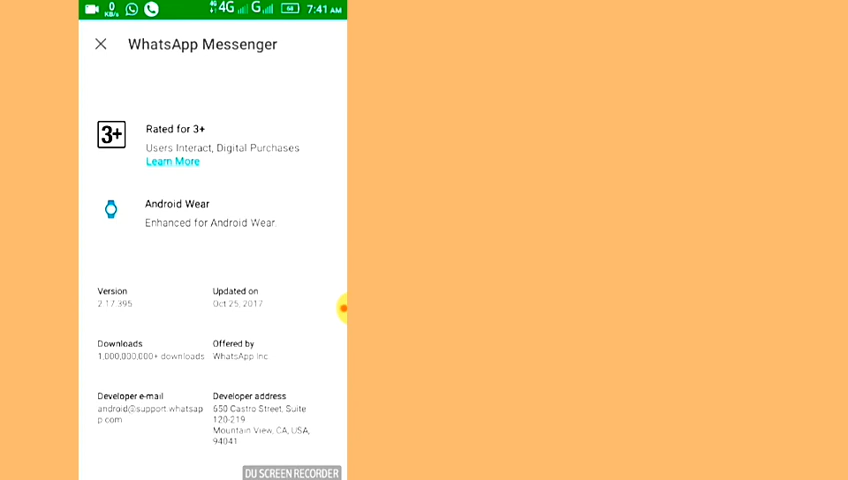 0 KB/s 4G 4G G 68 7:41 AM
WhatsApp Messenger
3+
Rated for 3+
Users Interact, Digital Purchases
Learn More
Android Wear
Enhanced for Android Wear.
Version Updated on
2.17.395 Oct 25, 2017
Downloads Offered by
1,000,000,000+ downloads WhatsApp Inc
Developer e-mail Developer address
android@support.whatsap 650 Castro Street, Suite
p.com 120-219
Mountain View, CA, USA,
94041
DU SCREEN RECORDER